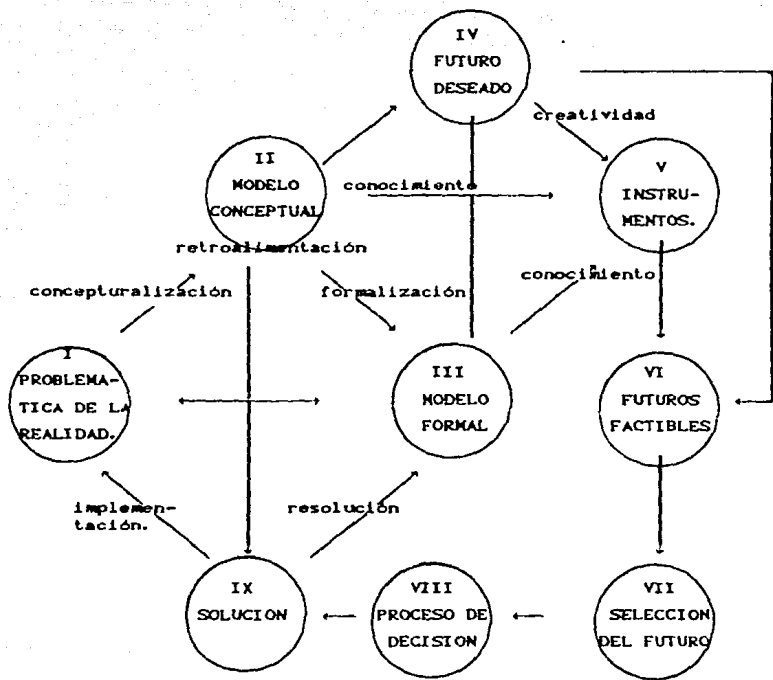 IV
FUTURO
DESEADO
creatividad
II
MODELO
CONCEPTUAL
conocimiento
V
INSTRU-
MENTOS.
retroalimentación
conocimiento
concepturalización
formalización
I
PROBLEMA-
TICA DE LA
REALIDAD.
III
MODELO
FORMAL
VI
FUTUROS
FACTIBLES
implemen-
tación.
resolución
IX
SOLUCION
VIII
PROCESO DE
DECISION
VII
SELECCION
DEL FUTURO